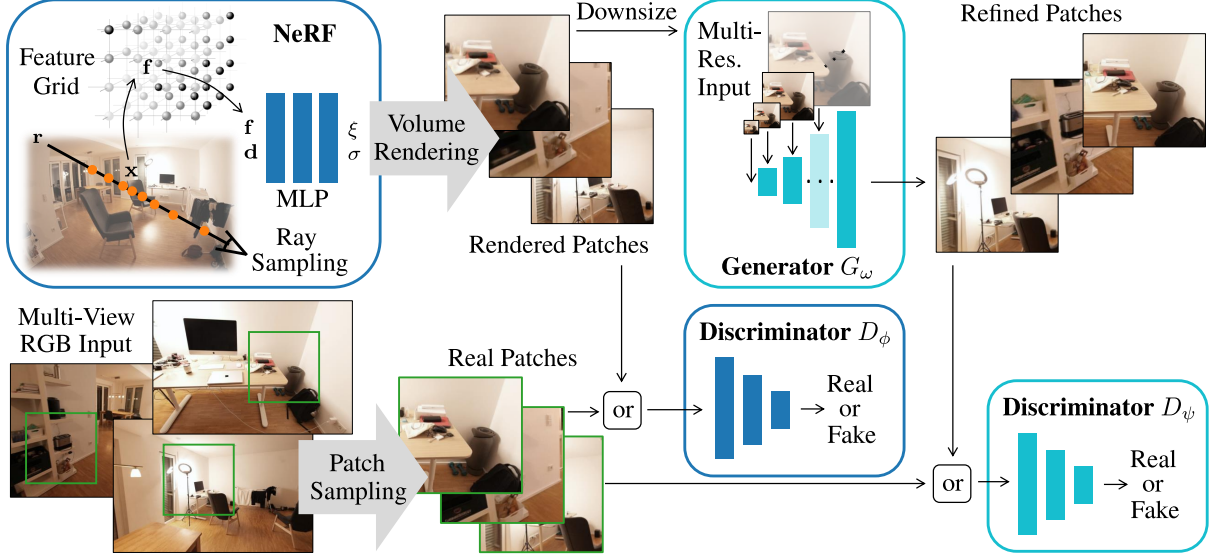 NeRF
Feature
Grid
f
f
d
ξ
σ
MLP
r
x
Ray
Sampling
Volume
Rendering
Rendered Patches
Downsize
Multi-
Res.
Input
Generator G_ω
Refined Patches
Multi-View
RGB Input
Patch
Sampling
Real Patches
or
Discriminator D_ϕ
Real
or
Fake
or
Discriminator D_ψ
Real
or
Fake